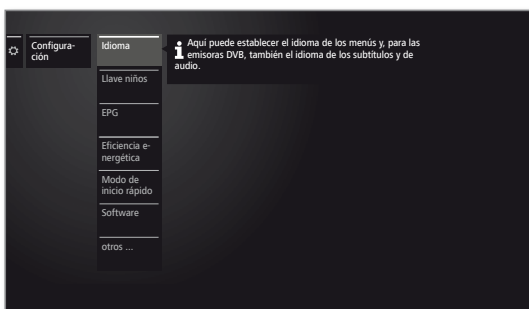 Configura-
ción
Idioma
Aquí puede establecer el idioma de los menús y, para las
emisoras DVB, también el idioma de los subtítulos y de
audio.
Llave niños
EPG
Eficiencia e-
nergética
Modo de
inicio rápido
Software
otros ...